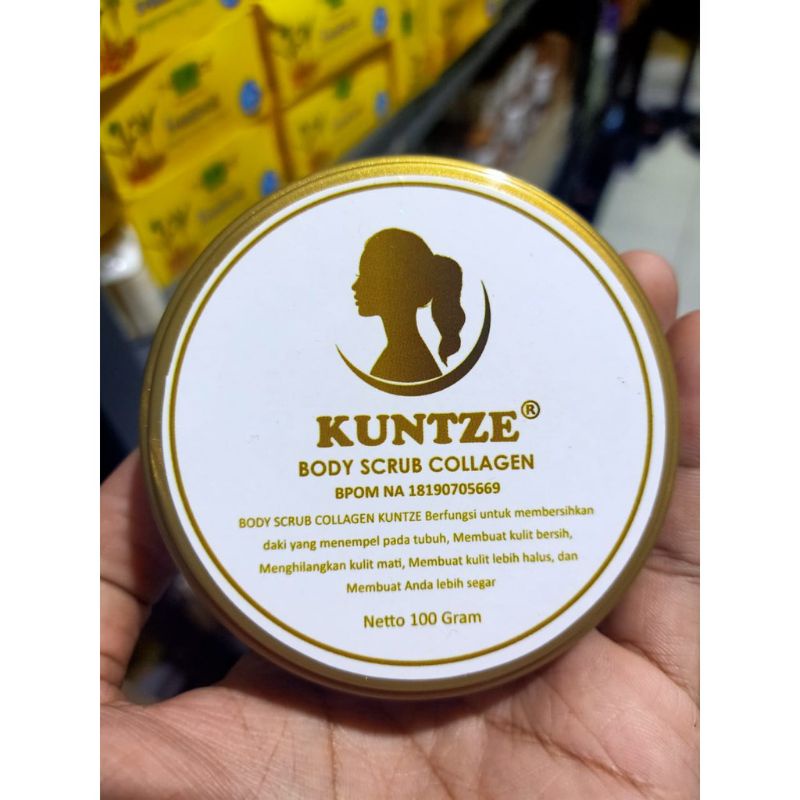 KUNTZE®
BODY SCRUB COLLAGEN
BPOM NA 18190705669
BODY SCRUB COLLAGEN KUNTZE Berfungsi untuk membersihkan
daki yang menempel pada tubuh, Membuat kulit bersih,
Menghilangkan kulit mati, Membuat kulit lebih halus, dan
Membuat Anda lebih segar
Netto 100 Gram